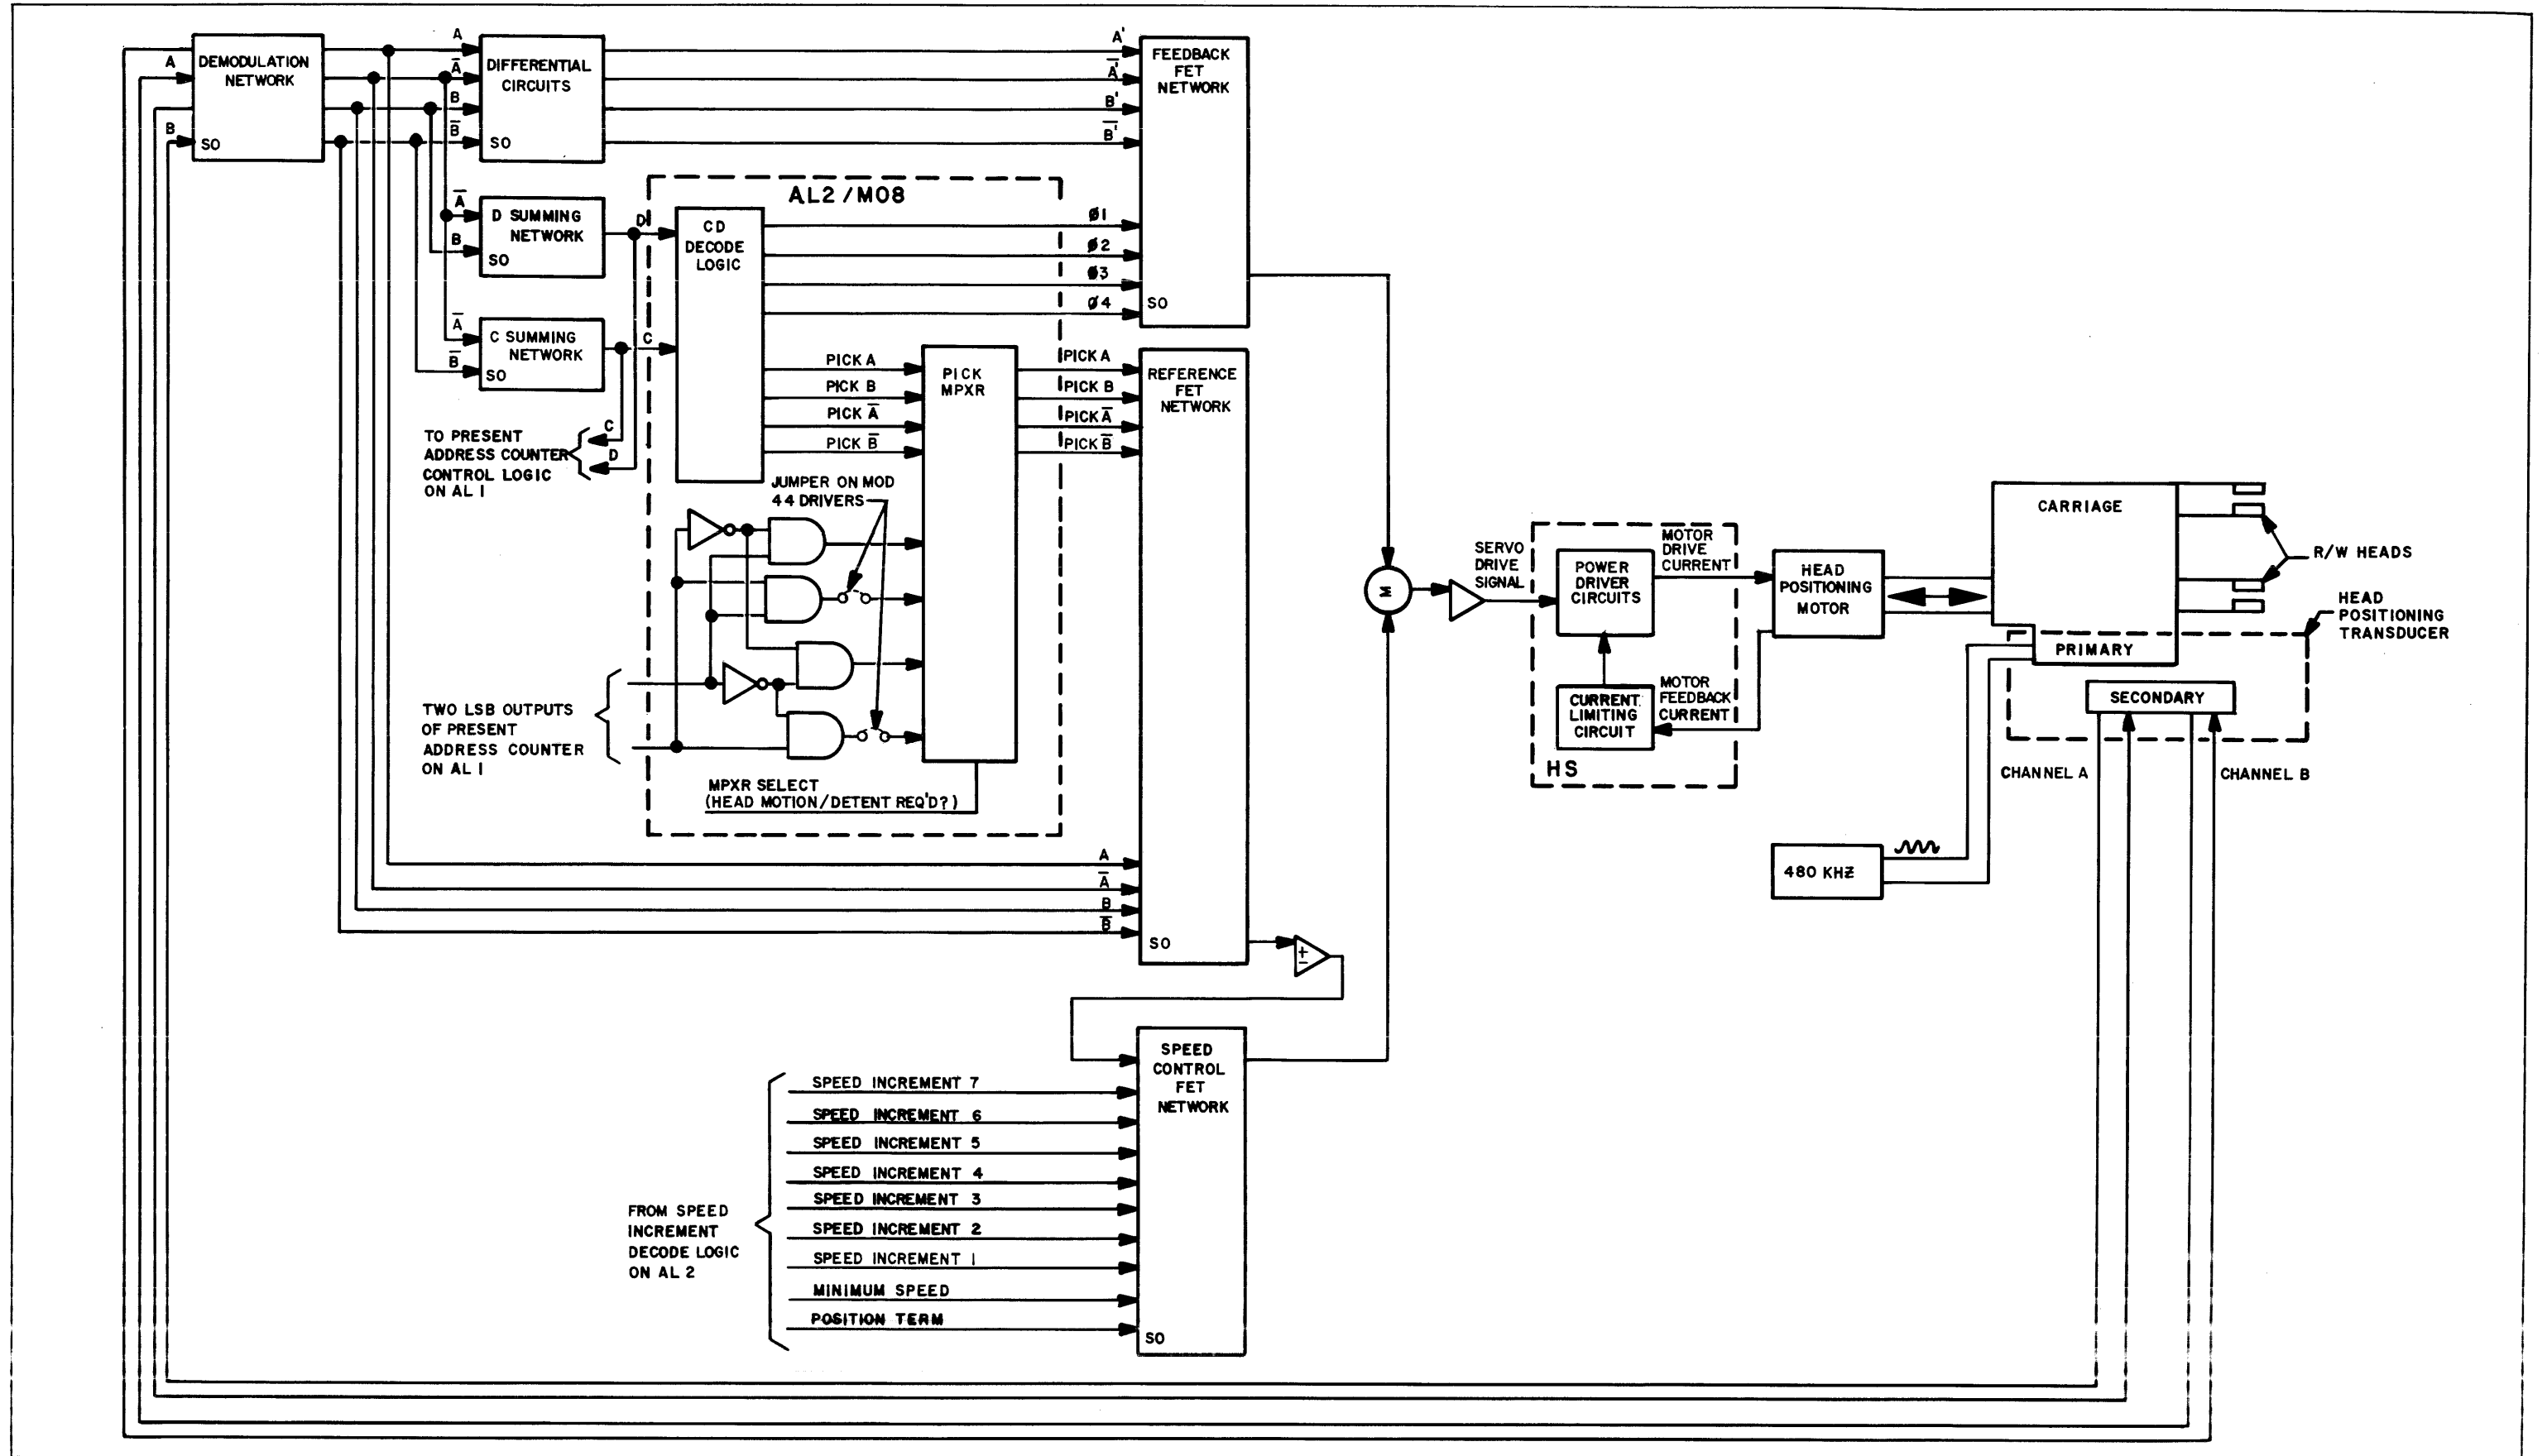 A
DEMODULATION
NETWORK
B
SO
A
A̅
B
B̅
DIFFERENTIAL
CIRCUITS
SO
A'
A̅'
B'
B̅'
FEEDBACK
FET
NETWORK
SO
A̅
B
D SUMMING
NETWORK
SO
A̅
B̅
C SUMMING
NETWORK
SO
TO PRESENT
ADDRESS COUNTER
CONTROL LOGIC
ON AL 1
C
D
AL2/M08
D
C
CD
DECODE
LOGIC
Ø1
Ø2
Ø3
Ø4
PICK A
PICK B
PICK A̅
PICK B̅
PICK
MPXR
PICK A
PICK B
PICK A̅
PICK B̅
REFERENCE
FET
NETWORK
JUMPER ON MOD
44 DRIVERS
TWO LSB OUTPUTS
OF PRESENT
ADDRESS COUNTER
ON AL 1
MPXR SELECT
(HEAD MOTION/DETENT REQ'D?)
A
A̅
B
B̅
SO
+
−
SPEED
CONTROL
FET
NETWORK
SO
FROM SPEED
INCREMENT
DECODE LOGIC
ON AL 2
SPEED INCREMENT 7
SPEED INCREMENT 6
SPEED INCREMENT 5
SPEED INCREMENT 4
SPEED INCREMENT 3
SPEED INCREMENT 2
SPEED INCREMENT 1
MINIMUM SPEED
POSITION TERM
Σ
SERVO
DRIVE
SIGNAL
POWER
DRIVER
CIRCUITS
MOTOR
DRIVE
CURRENT
CURRENT
LIMITING
CIRCUIT
MOTOR
FEEDBACK
CURRENT
HS
HEAD
POSITIONING
MOTOR
CARRIAGE
R/W HEADS
HEAD
POSITIONING
TRANSDUCER
PRIMARY
SECONDARY
CHANNEL A
CHANNEL B
480 KHZ